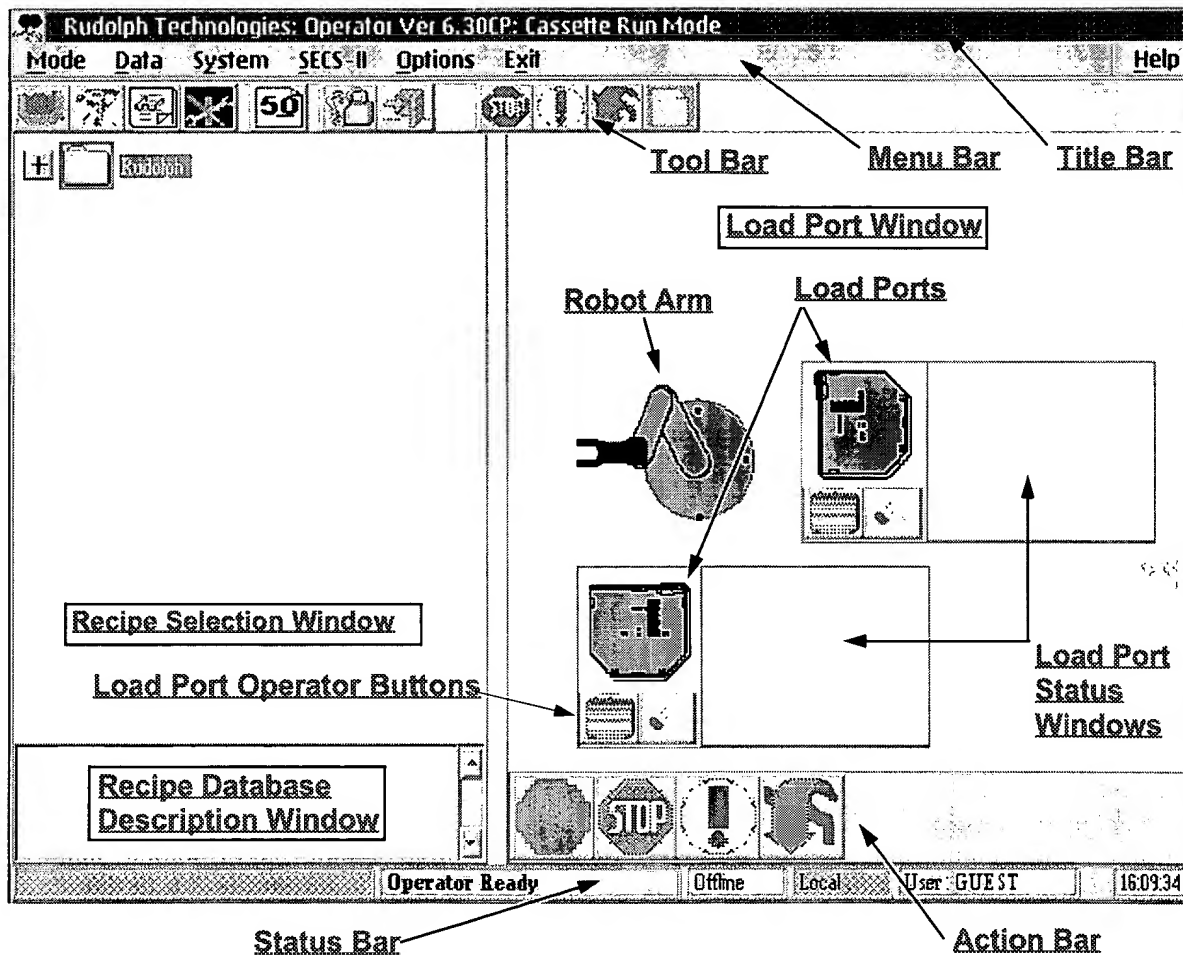 Rudolph Technologies: Operator Ver 6.30CP: Cassette Run Mode
Mode Data System SECS-II Options Exit Help
50 STOP
Tool Bar Menu Bar Title Bar
Rudolph
Load Port Window
Robot Arm
Load Ports
Recipe Selection Window
Load Port Operator Buttons
Load Port
Status
Windows
Recipe Database
Description Window
STOP
Operator Ready Offline Local User: GUEST 16:09:34
Status Bar
Action Bar